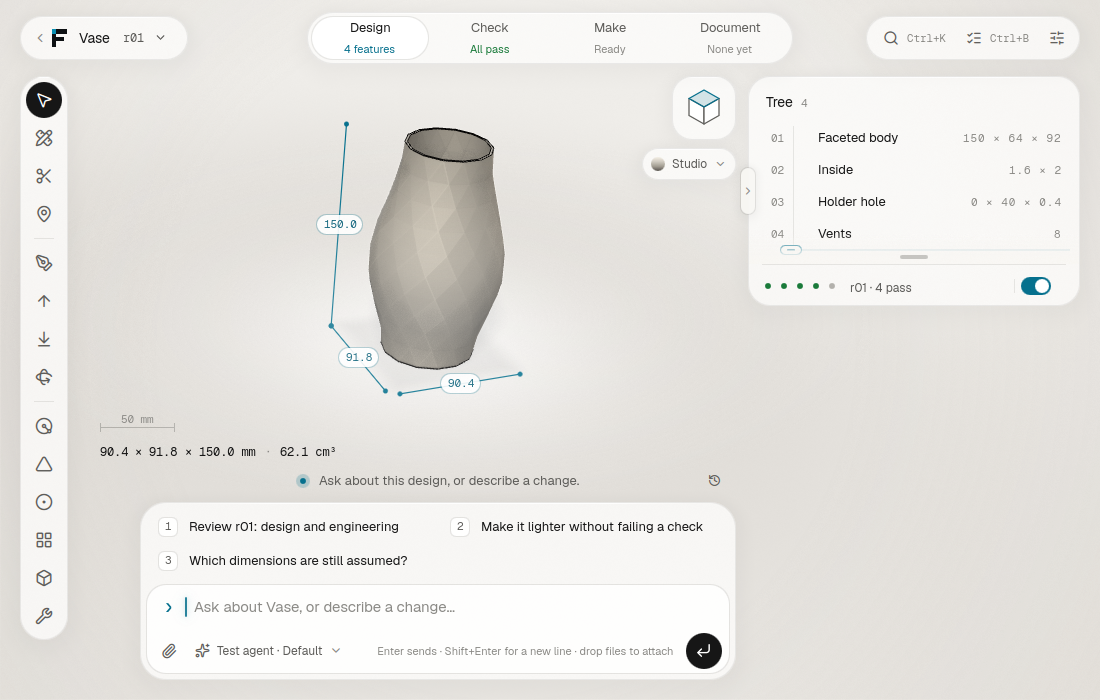 Vase r01
Design
4 features
Check
All pass
Make
Ready
Document
None yet
Ctrl+K
Ctrl+B
Studio
Tree 4
01 Faceted body 150 × 64 × 92
02 Inside 1.6 × 2
03 Holder hole 0 × 40 × 0.4
04 Vents 8
r01 · 4 pass
150.0
91.8
90.4
50 mm
90.4 × 91.8 × 150.0 mm · 62.1 cm³
Ask about this design, or describe a change.
1 Review r01: design and engineering
2 Make it lighter without failing a check
3 Which dimensions are still assumed?
Ask about Vase, or describe a change…
Test agent · Default
Enter sends · Shift+Enter for a new line · drop files to attach